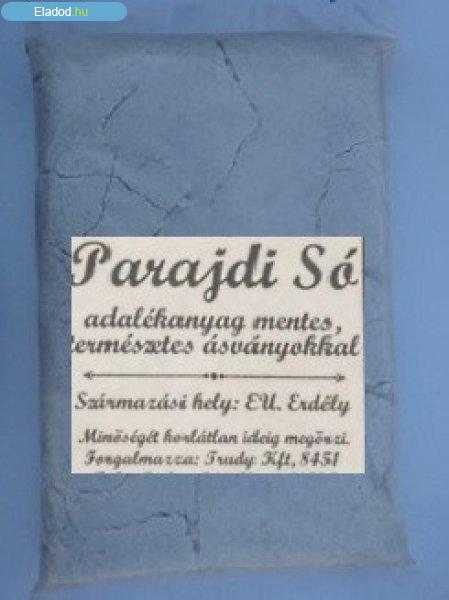 Eladod.hu
Parajdi Só
adalékanyag mentes,
természetes ásványokkal
Származási hely: EU. Erdély
Minőségét korlátlan ideig megőrzi.
Forgalmazza: Trudy Kft, 8451